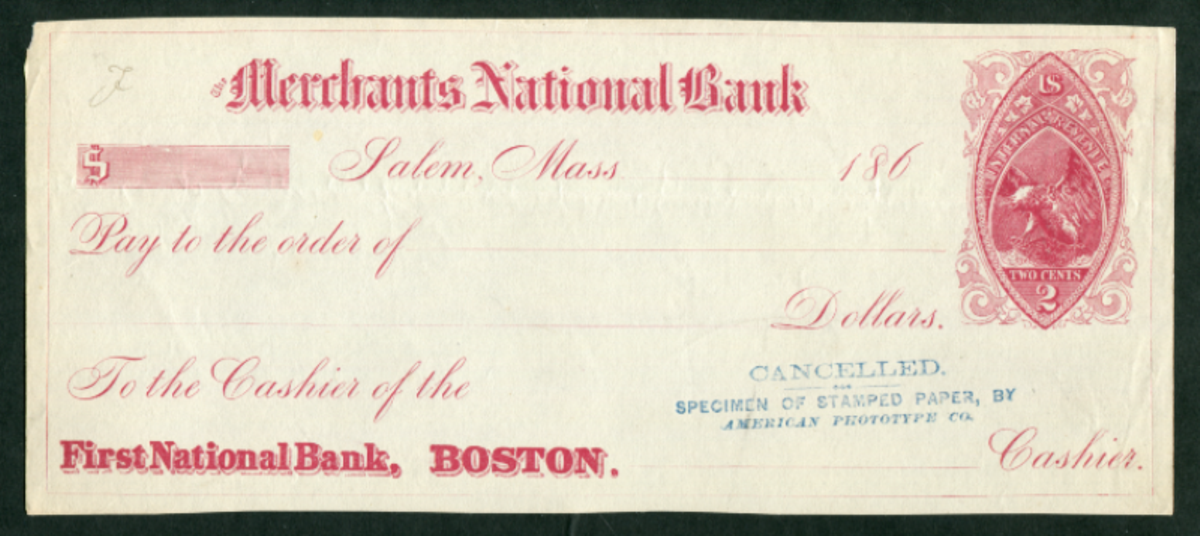 The Merchants National Bank
$
Salem, Mass 186
Pay to the order of
Dollars.
To the Cashier of the
First National Bank, BOSTON.
Cashier.
US
INTERNAL REVENUE
TWO CENTS
2
CANCELLED.
FOR
SPECIMEN OF STAMPED PAPER, BY
AMERICAN PHOTOTYPE CO.